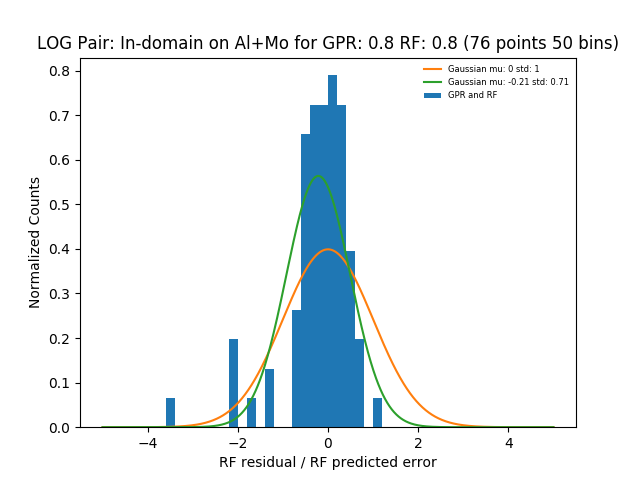 LOG Pair: In-domain on Al+Mo for GPR: 0.8 RF: 0.8 (76 points 50 bins)
Gaussian mu: 0 std: 1
Gaussian mu: -0.21 std: 0.71
GPR and RF
Normalized Counts
0.8
0.7
0.6
0.5
0.4
0.3
0.2
0.1
0.0
−4 −2 0 2 4
RF residual / RF predicted error